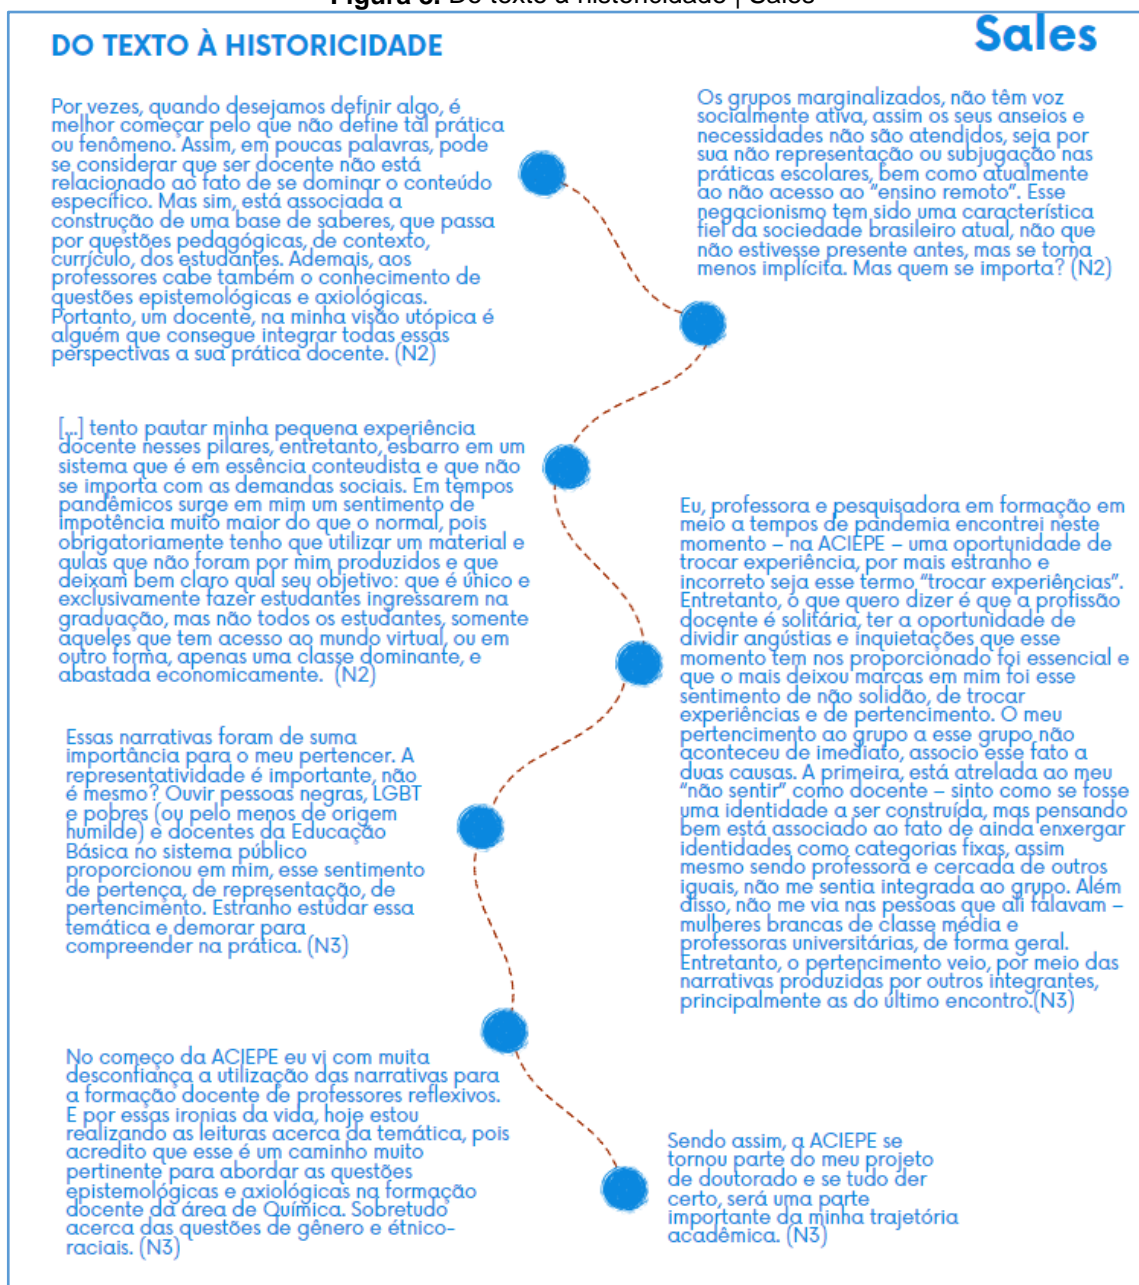 Figura 3. Do texto à historicidade | Sales
DO TEXTO À HISTORICIDADE
Sales
Por vezes, quando desejamos definir algo, é
melhor começar pelo que não define tal prática
ou fenômeno. Assim, em poucas palavras, pode
se considerar que ser docente não está
relacionado ao fato de se dominar o conteúdo
específico. Mas sim, está associada a
construção de uma base de saberes, que passa
por questões pedagógicas, de contexto,
currículo, dos estudantes. Ademais, aos
professores cabe também o conhecimento de
questões epistemológicas e axiológicas.
Portanto, um docente, na minha visão utópica é
alguém que consegue integrar todas essas
perspectivas a sua prática docente. (N2)
Os grupos marginalizados, não têm voz
socialmente ativa, assim os seus anseios e
necessidades não são atendidos, seja por
sua não representação ou subjugação nas
práticas escolares, bem como atualmente
ao não acesso ao "ensino remoto". Esse
negacionismo tem sido uma característica
fiel da sociedade brasileiro atual, não que
não estivesse presente antes, mas se torna
menos implícita. Mas quem se importa? (N2)
[...] tento pautar minha pequena experiência
docente nesses pilares, entretanto, esbarro em um
sistema que é em essência conteudista e que não
se importa com as demandas sociais. Em tempos
pandêmicos surge em mim um sentimento de
impotência muito maior do que o normal, pois
obrigatoriamente tenho que utilizar um material e
aulas que não foram por mim produzidos e que
deixam bem claro qual seu objetivo: que é único e
exclusivamente fazer estudantes ingressarem na
graduação, mas não todos os estudantes, somente
aqueles que tem acesso ao mundo virtual, ou em
outro forma, apenas uma classe dominante, e
abastada economicamente. (N2)
Eu, professora e pesquisadora em formação em
meio a tempos de pandemia encontrei neste
momento – na ACIEPE – uma oportunidade de
trocar experiência, por mais estranho e
incorreto seja esse termo "trocar experiências".
Entretanto, o que quero dizer é que a profissão
docente é solitária, ter a oportunidade de
dividir angústias e inquietações que esse
momento tem nos proporcionado foi essencial e
que o mais deixou marcas em mim foi esse
sentimento de não solidão, de trocar
experiências e de pertencimento. O meu
pertencimento ao grupo a esse grupo não
aconteceu de imediato, associo esse fato a
duas causas. A primeira, está atrelada ao meu
"não sentir" como docente – sinto como se fosse
uma identidade a ser construída, mas pensando
bem está associado ao fato de ainda enxergar
identidades como categorias fixas, assim
mesmo sendo professora e cercada de outros
iguais, não me sentia integrada ao grupo. Além
disso, não me via nas pessoas que ali falavam –
mulheres brancas de classe média e
professoras universitárias, de forma geral.
Entretanto, o pertencimento veio, por meio das
narrativas produzidas por outros integrantes,
principalmente as do último encontro.(N3)
Essas narrativas foram de suma
importância para o meu pertencer. A
representatividade é importante, não
é mesmo? Ouvir pessoas negras, LGBT
e pobres (ou pelo menos de origem
humilde) e docentes da Educação
Básica no sistema público
proporcionou em mim, esse sentimento
de pertença, de representação, de
pertencimento. Estranho estudar essa
temática e demorar para
compreender na prática. (N3)
No começo da ACIEPE eu vi com muita
desconfiança a utilização das narrativas para
a formação docente de professores reflexivos.
E por essas ironias da vida, hoje estou
realizando as leituras acerca da temática, pois
acredito que esse é um caminho muito
pertinente para abordar as questões
epistemológicas e axiológicas na formação
docente da área de Química. Sobretudo
acerca das questões de gênero e étnico-
raciais. (N3)
Sendo assim, a ACIEPE se
tornou parte do meu projeto
de doutorado e se tudo der
certo, será uma parte
importante da minha trajetória
acadêmica. (N3)